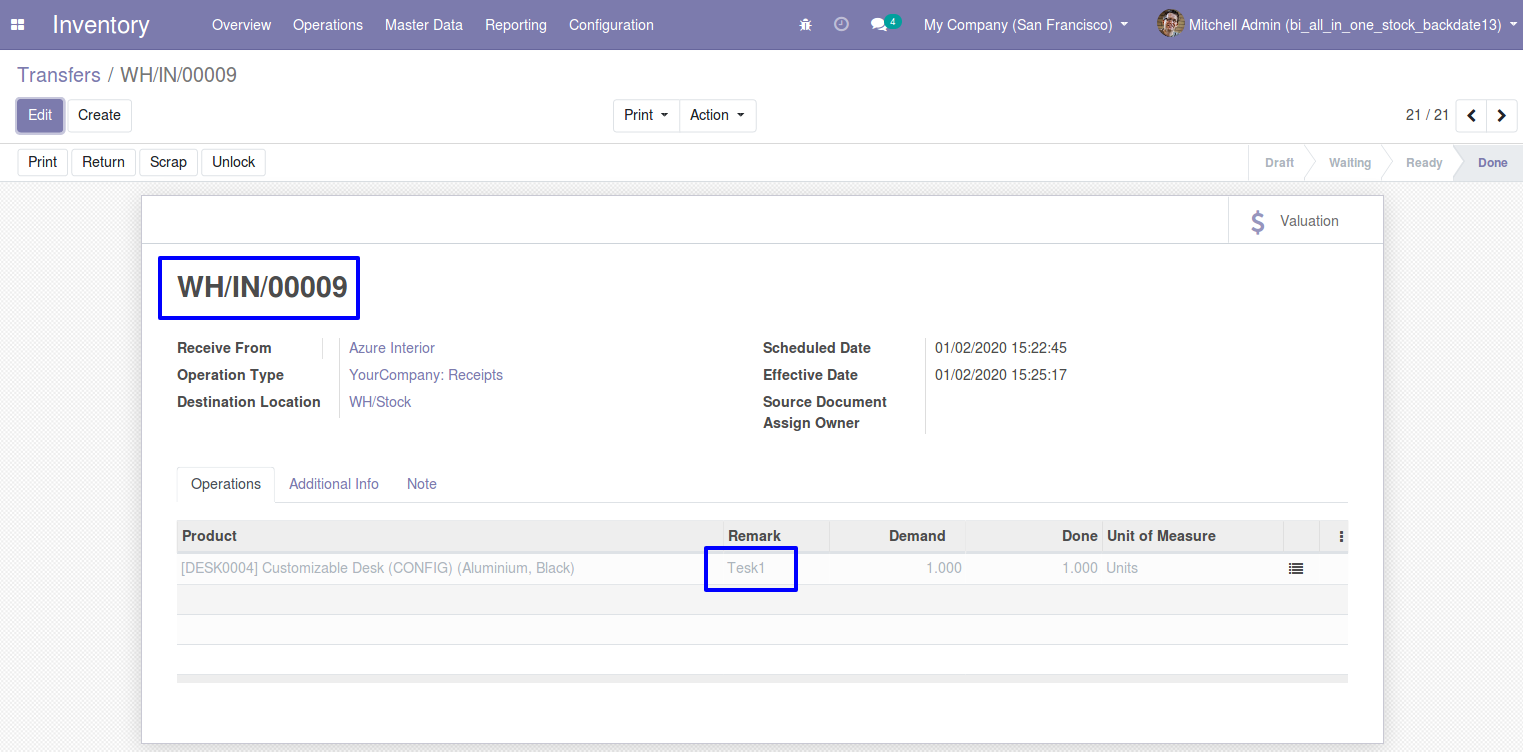 Inventory Overview Operations Master Data Reporting Configuration 4 My Company (San Francisco) Mitchell Admin (bi_all_in_one_stock_backdate13)
Transfers / WH/IN/00009
Edit Create Print Action 21 / 21
Print Return Scrap Unlock Draft Waiting Ready Done
$ Valuation
WH/IN/00009
Receive From Azure Interior Scheduled Date 01/02/2020 15:22:45
Operation Type YourCompany: Receipts Effective Date 01/02/2020 15:25:17
Destination Location WH/Stock Source Document
Assign Owner
Operations Additional Info Note
Product Remark Demand Done Unit of Measure
[DESK0004] Customizable Desk (CONFIG) (Aluminium, Black) Tesk1 1.000 1.000 Units